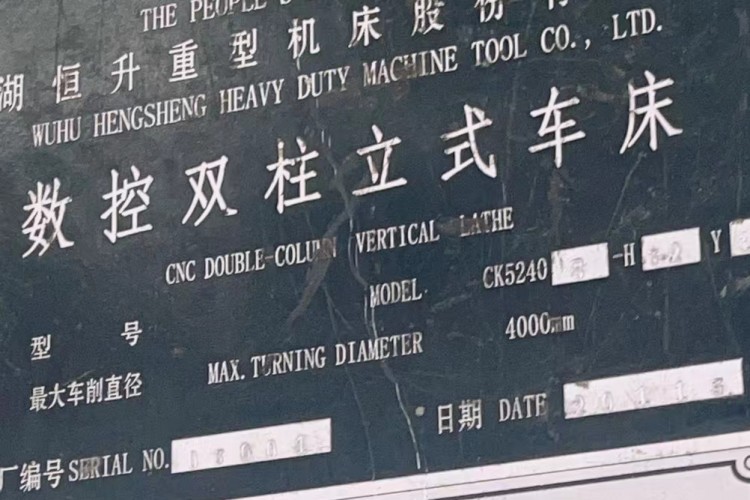 THE PEOPLE'S
湖恒升重型机床股份有
WUHU HENGSHENG HEAVY DUTY MACHINE TOOL CO., LTD.
数控双柱立式车床
CNC DOUBLE-COLUMN VERTICAL LATHE
型 号 MODEL CK5240 -H Y
最大车削直径 MAX. TURNING DIAMETER 4000mm
厂编号 SERIAL NO. 日期 DATE